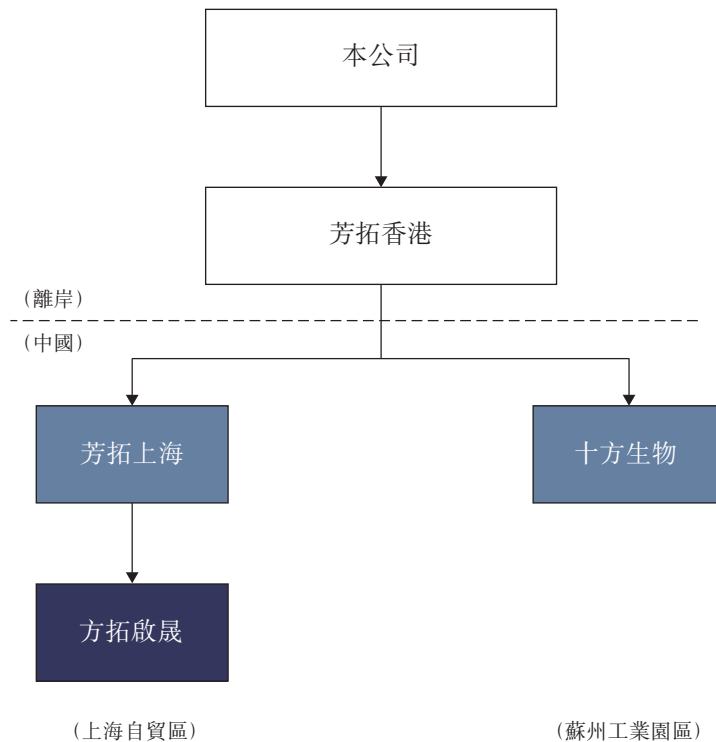 本公司
芳拓香港
(離岸)
(中國)
芳拓上海
十方生物
方拓啟晟
(上海自貿區)
(蘇州工業園區)